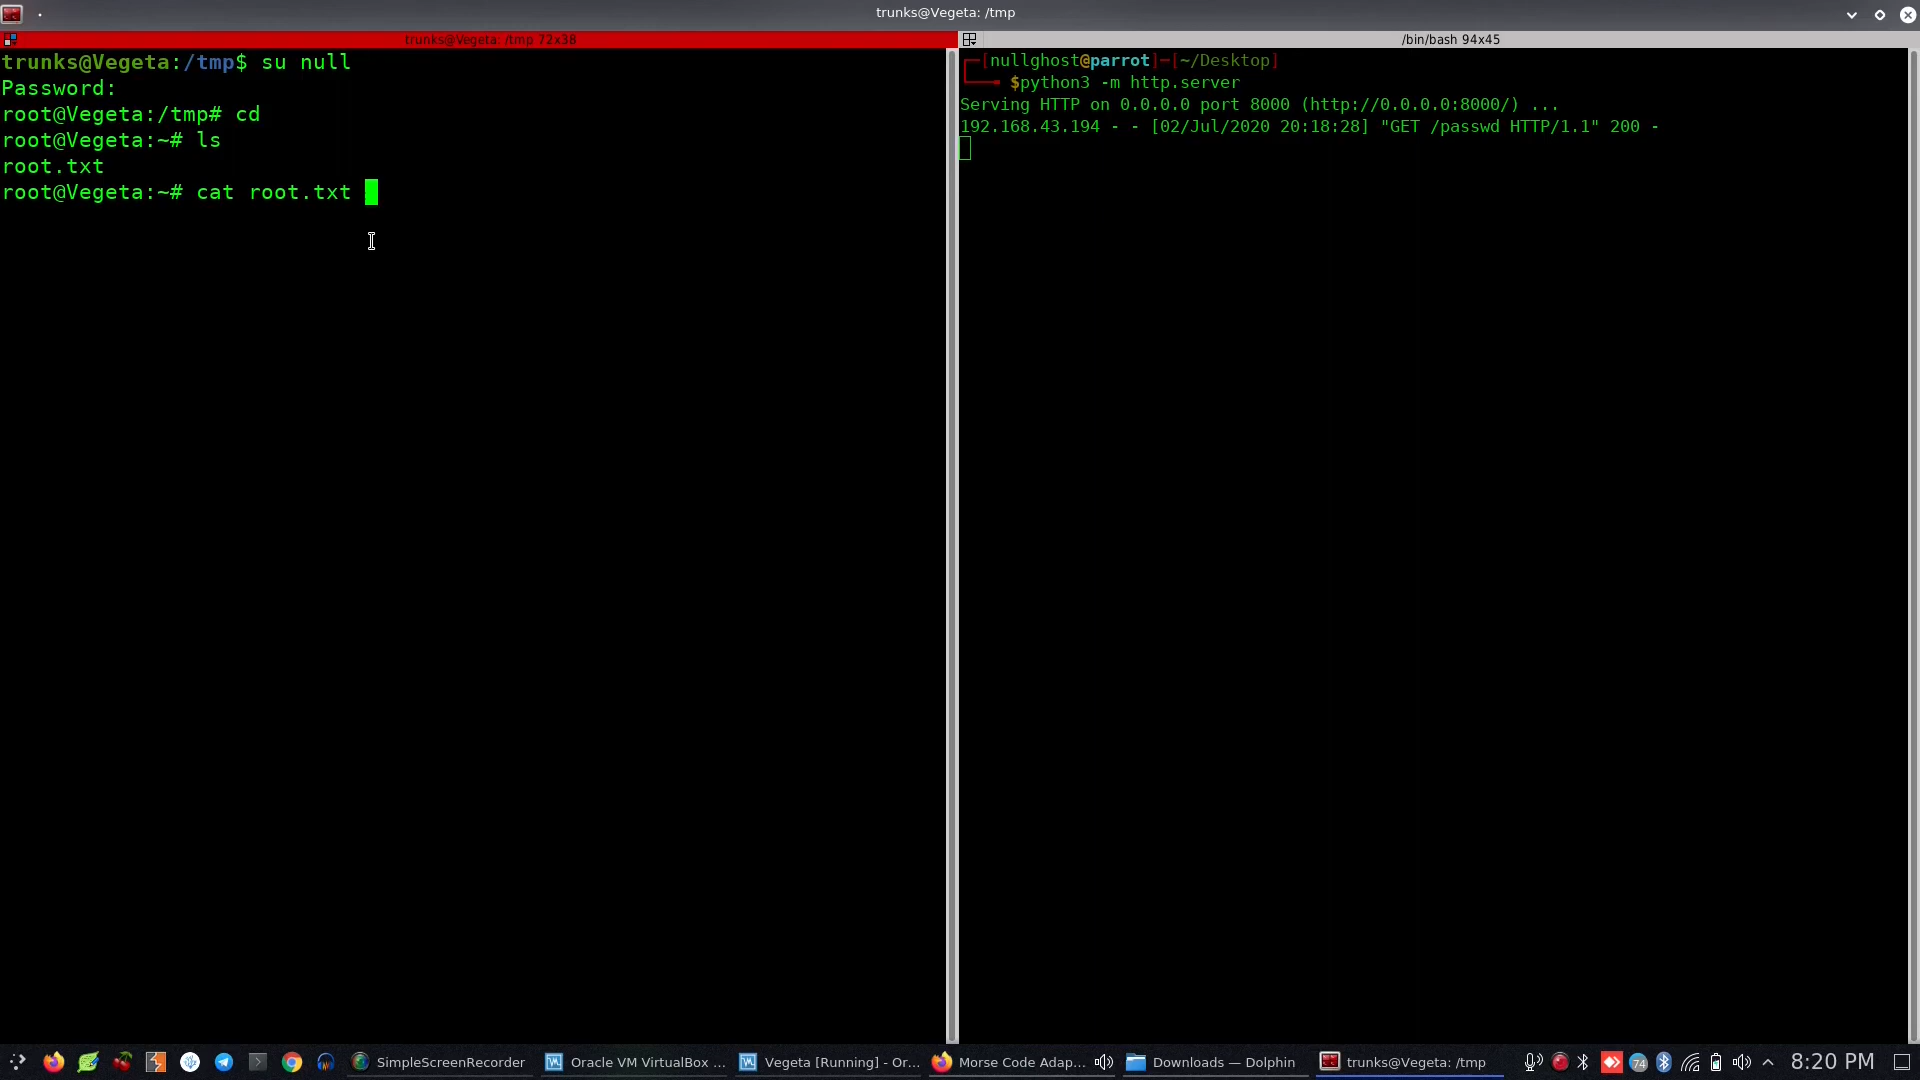 trunks@Vegeta: /tmp
trunks@Vegeta: /tmp 72x38
trunks@Vegeta:/tmp$ su null
Password:
root@Vegeta:/tmp# cd
root@Vegeta:~# ls
root.txt
root@Vegeta:~# cat root.txt
/bin/bash 94x45
┌─[nullghost@parrot]─[~/Desktop]
└──╼ $python3 -m http.server
Serving HTTP on 0.0.0.0 port 8000 (http://0.0.0.0:8000/) ...
192.168.43.194 - - [02/Jul/2020 20:18:28] "GET /passwd HTTP/1.1" 200 -
SimpleScreenRecorder
Oracle VM VirtualBox ...
Vegeta [Running] - Or...
Morse Code Adap...
Downloads — Dolphin
trunks@Vegeta: /tmp
74
8:20 PM